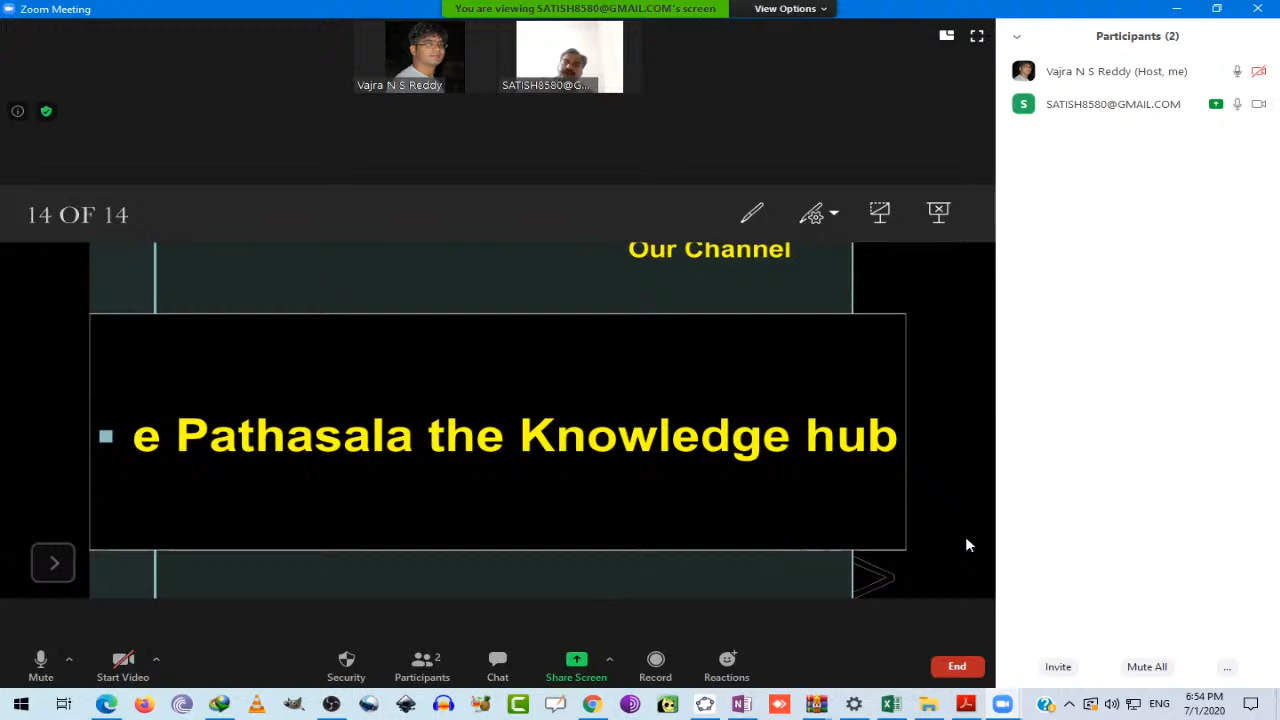 Zoom Meeting
You are viewing SATISH8580@GMAIL.COM's screen
View Options
Vajra N S Reddy
SATISH8580@G...
Participants (2)
Vajra N S Reddy (Host, me)
S
SATISH8580@GMAIL.COM
14 OF 14
Our Channel
e Pathasala the Knowledge hub
Mute
Start Video
Security
2
Participants
Chat
Share Screen
Record
Reactions
End
Invite
Mute All
...
ENG
6:54 PM
7/1/2020